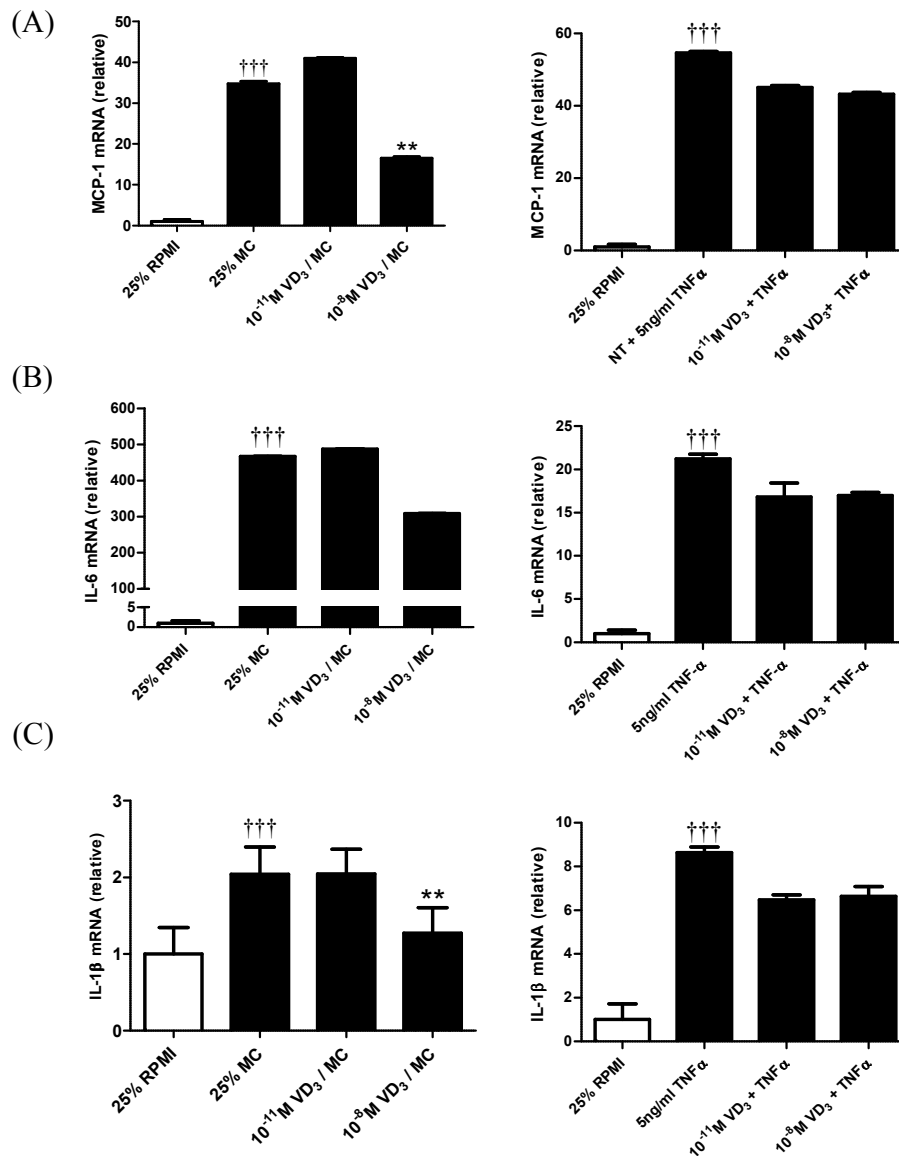 (A)
MCP-1 mRNA (relative)
50
40
30
20
10
0
†††
**
25% RPMI
25% MC
10⁻¹¹M VD₃ / MC
10⁻⁸M VD₃ / MC
MCP-1 mRNA (relative)
60
40
20
0
†††
25% RPMI
NT + 5ng/ml TNFα
10⁻¹¹M VD₃ + TNFα
10⁻⁸M VD₃+ TNFα
(B)
IL-6 mRNA (relative)
600
500
400
300
200
100
5
0
†††
25% RPMI
25% MC
10⁻¹¹M VD₃ / MC
10⁻⁸M VD₃ / MC
IL-6 mRNA (relative)
25
20
15
10
5
0
†††
25% RPMI
5ng/ml TNF-α
10⁻¹¹M VD₃ + TNF-α
10⁻⁸M VD₃ + TNF-α
(C)
IL-1β mRNA (relative)
3
2
1
0
†††
**
25% RPMI
25% MC
10⁻¹¹M VD₃ / MC
10⁻⁸M VD₃ / MC
IL-1β mRNA (relative)
10
8
6
4
2
0
†††
25% RPMI
5ng/ml TNFα
10⁻¹¹M VD₃ + TNFα
10⁻⁸M VD₃ + TNFα